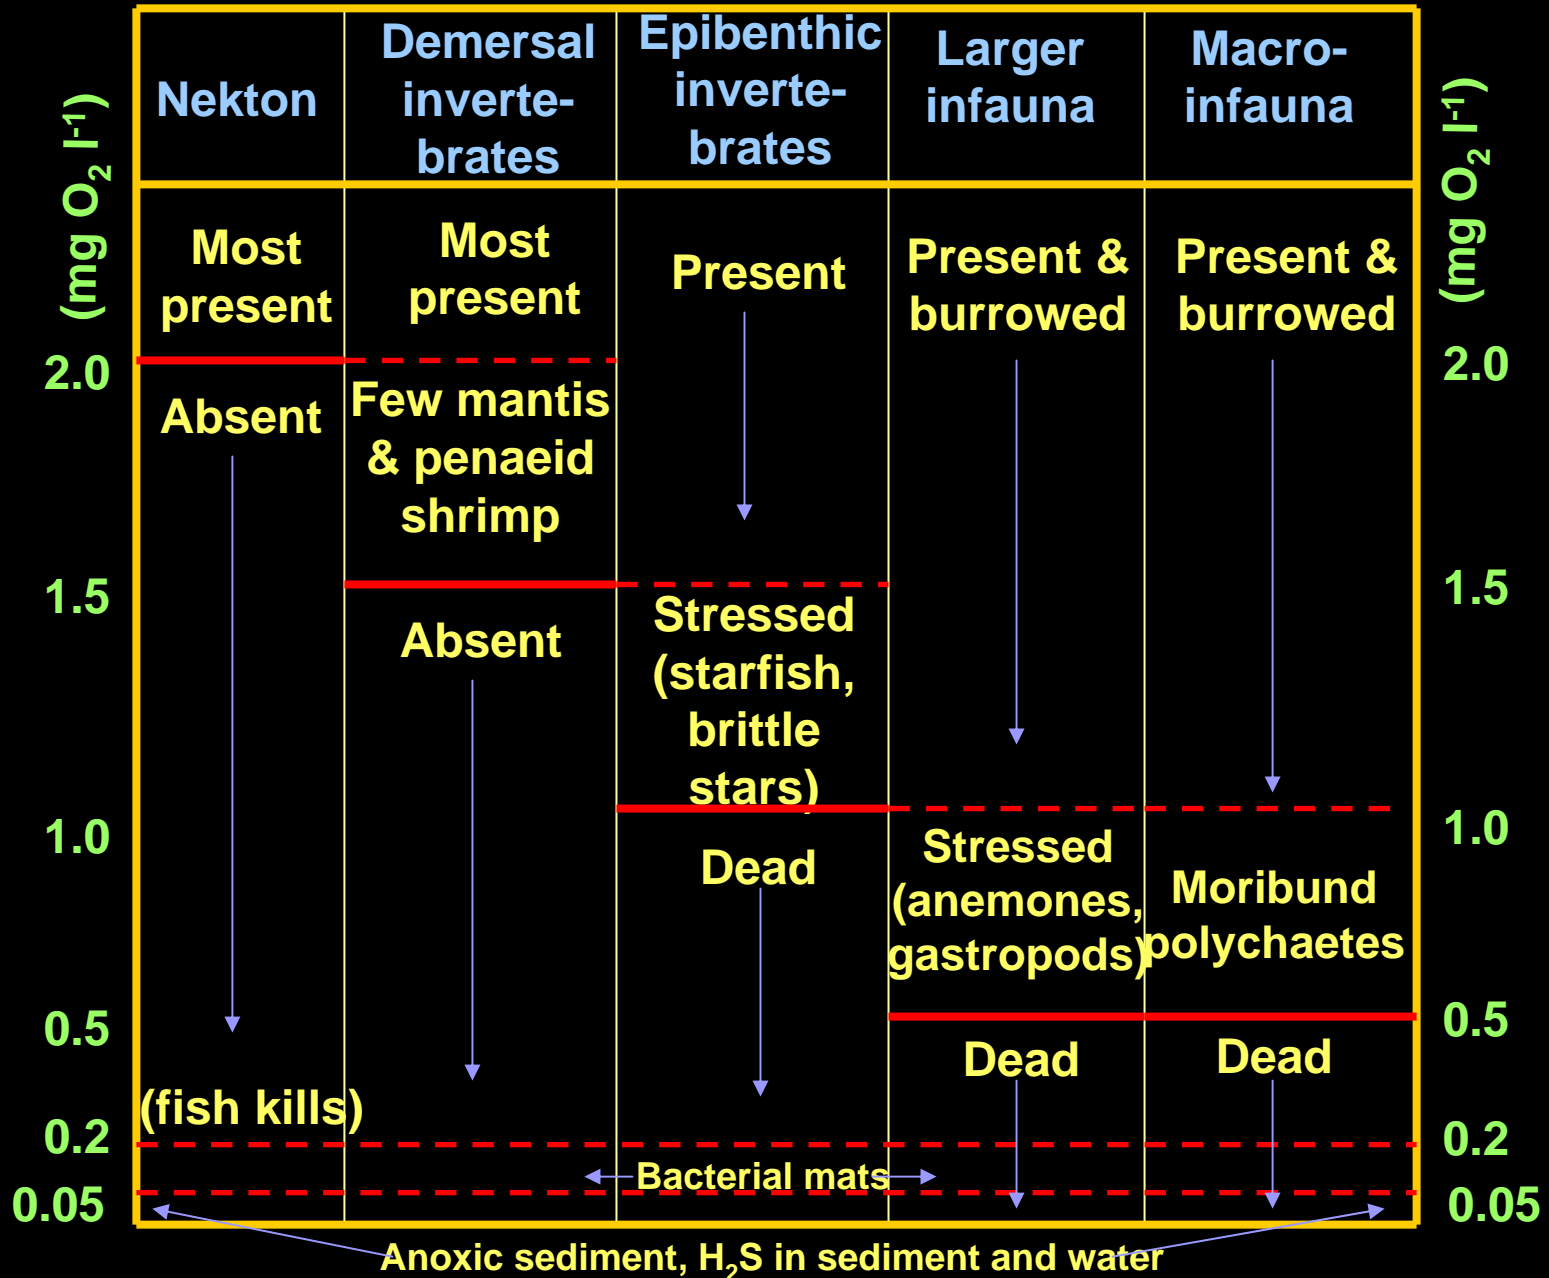 Nekton
Demersal
inverte-
brates
Epibenthic
inverte-
brates
Larger
infauna
Macro-
infauna
(mg O₂ l⁻¹)
(mg O₂ l⁻¹)
Most
present
Most
present
Present
Present &
burrowed
Present &
burrowed
2.0
2.0
Absent
Few mantis
& penaeid
shrimp
1.5
1.5
Absent
Stressed
(starfish,
brittle
stars)
1.0
1.0
Dead
Stressed
(anemones,
gastropods)
Moribund
polychaetes
0.5
0.5
Dead
Dead
(fish kills)
0.2
0.2
Bacterial mats
0.05
0.05
Anoxic sediment, H₂S in sediment and water